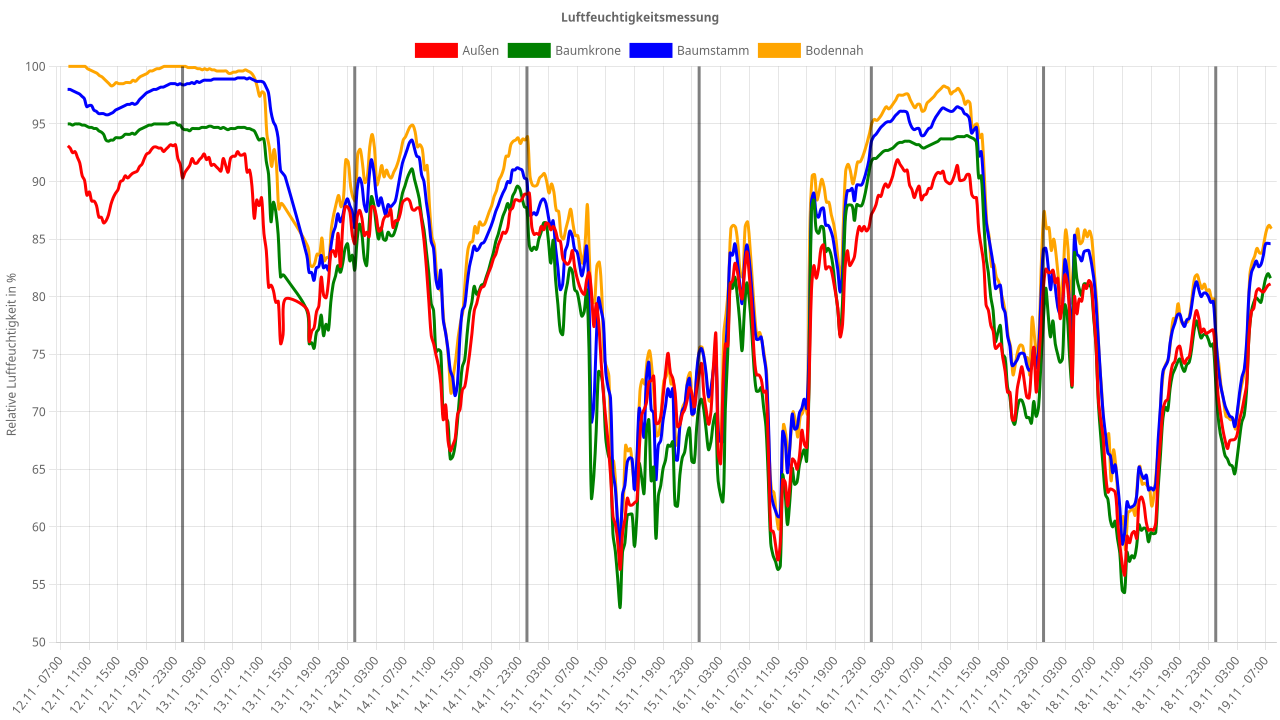 Luftfeuchtigkeitsmessung
Außen Baumkrone Baumstamm Bodennah
Relative Luftfeuchtigkeit in %
100
95
90
85
80
75
70
65
60
55
50
12.11 - 07:00
12.11 - 11:00
12.11 - 15:00
12.11 - 19:00
12.11 - 23:00
13.11 - 03:00
13.11 - 07:00
13.11 - 11:00
13.11 - 15:00
13.11 - 19:00
13.11 - 23:00
14.11 - 03:00
14.11 - 07:00
14.11 - 11:00
14.11 - 15:00
14.11 - 19:00
14.11 - 23:00
15.11 - 03:00
15.11 - 07:00
15.11 - 11:00
15.11 - 15:00
15.11 - 19:00
15.11 - 23:00
16.11 - 03:00
16.11 - 07:00
16.11 - 11:00
16.11 - 15:00
16.11 - 19:00
16.11 - 23:00
17.11 - 03:00
17.11 - 07:00
17.11 - 11:00
17.11 - 15:00
17.11 - 19:00
17.11 - 23:00
18.11 - 03:00
18.11 - 07:00
18.11 - 11:00
18.11 - 15:00
18.11 - 19:00
18.11 - 23:00
19.11 - 03:00
19.11 - 07:00